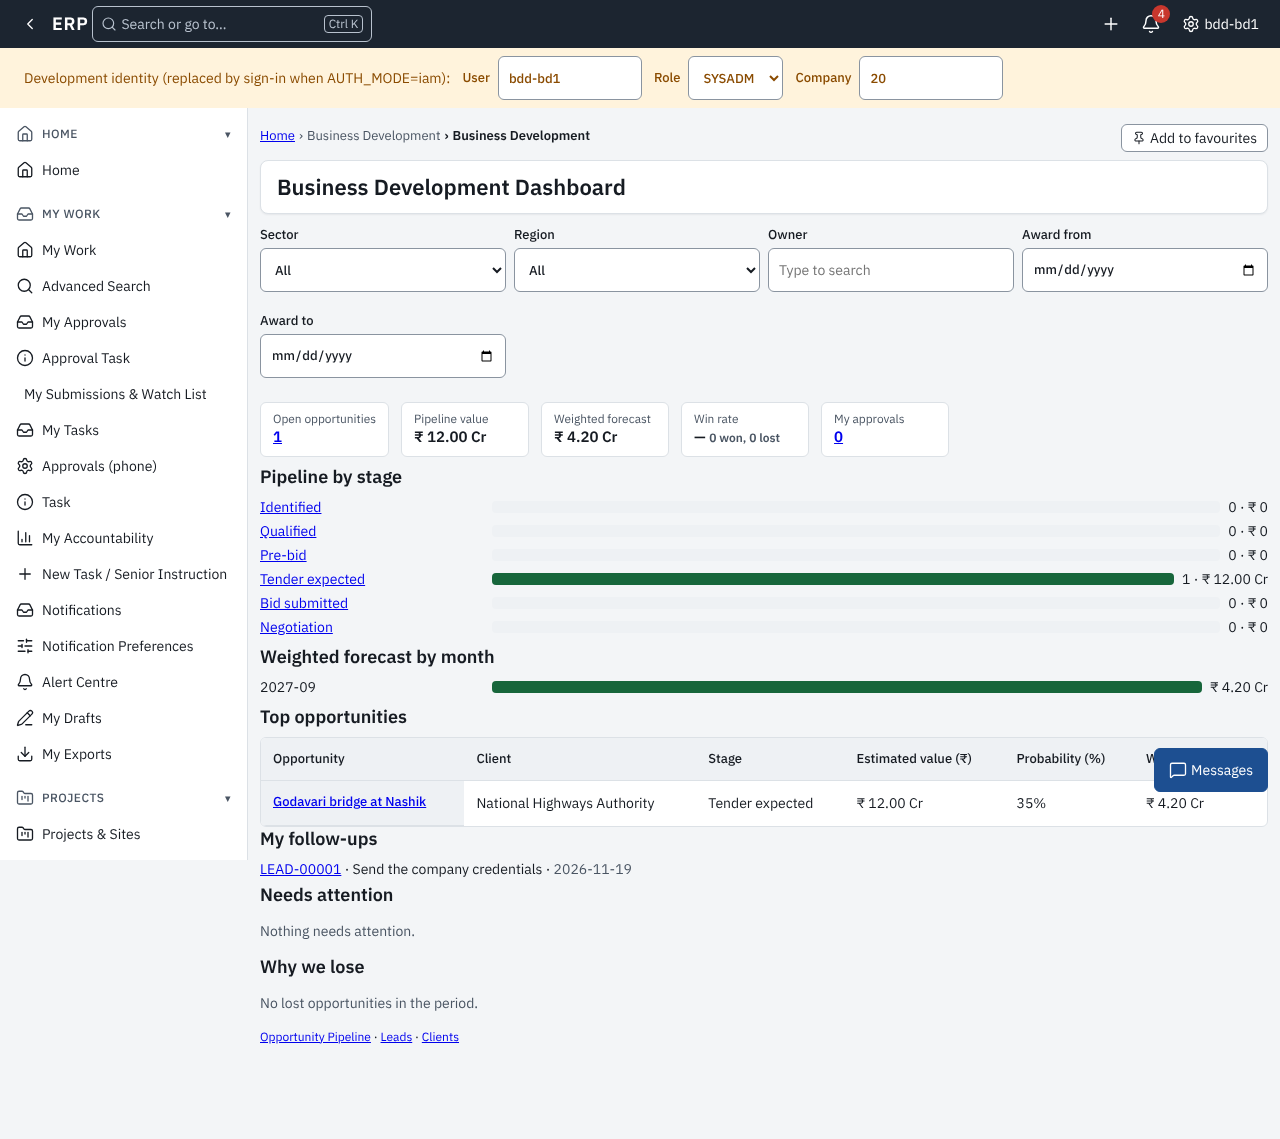 ERP
Search or go to...
Ctrl K
4
bdd-bd1
Development identity (replaced by sign-in when AUTH_MODE=iam):
User
bdd-bd1
Role
SYSADM
Company
20
HOME
Home
MY WORK
My Work
Advanced Search
My Approvals
Approval Task
My Submissions & Watch List
My Tasks
Approvals (phone)
Task
My Accountability
New Task / Senior Instruction
Notifications
Notification Preferences
Alert Centre
My Drafts
My Exports
PROJECTS
Projects & Sites
Home › Business Development › Business Development
Add to favourites
Business Development Dashboard
Sector
All
Region
All
Owner
Type to search
Award from
mm/dd/yyyy
Award to
mm/dd/yyyy
Open opportunities
1
Pipeline value
₹ 12.00 Cr
Weighted forecast
₹ 4.20 Cr
Win rate
— 0 won, 0 lost
My approvals
0
Pipeline by stage
Identified 0 · ₹ 0
Qualified 0 · ₹ 0
Pre-bid 0 · ₹ 0
Tender expected 1 · ₹ 12.00 Cr
Bid submitted 0 · ₹ 0
Negotiation 0 · ₹ 0
Weighted forecast by month
2027-09 ₹ 4.20 Cr
Top opportunities
Opportunity Client Stage Estimated value (₹) Probability (%)
Godavari bridge at Nashik National Highways Authority Tender expected ₹ 12.00 Cr 35% ₹ 4.20 Cr
Messages
My follow-ups
LEAD-00001 · Send the company credentials · 2026-11-19
Needs attention
Nothing needs attention.
Why we lose
No lost opportunities in the period.
Opportunity Pipeline · Leads · Clients